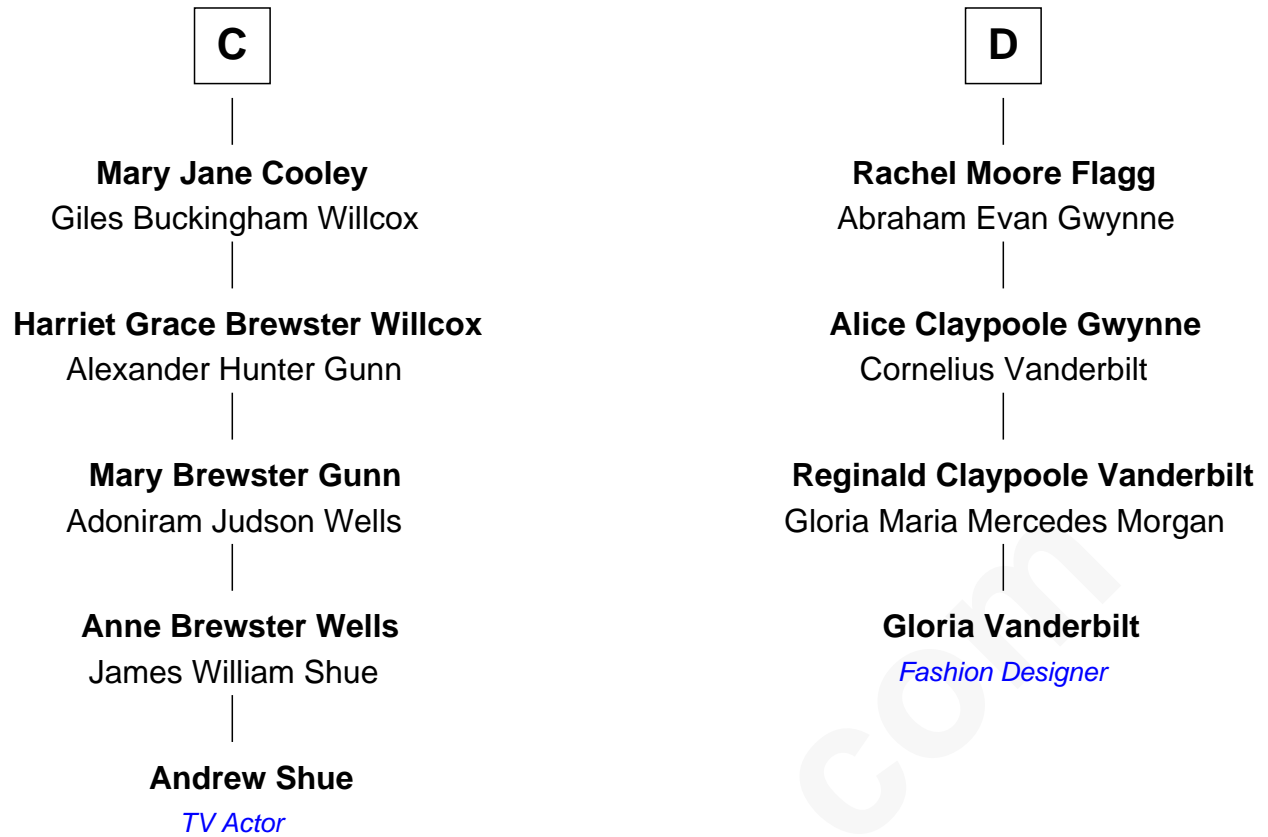 C
Mary Jane Cooley
Giles Buckingham Willcox
Harriet Grace Brewster Willcox
Alexander Hunter Gunn
Mary Brewster Gunn
Adoniram Judson Wells
Anne Brewster Wells
James William Shue
Andrew Shue
TV Actor
D
Rachel Moore Flagg
Abraham Evan Gwynne
Alice Claypoole Gwynne
Cornelius Vanderbilt
Reginald Claypoole Vanderbilt
Gloria Maria Mercedes Morgan
Gloria Vanderbilt
Fashion Designer
com